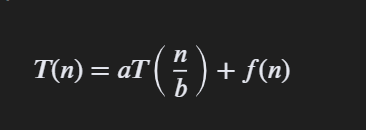 T(n) = aT(n/b) + f(n)